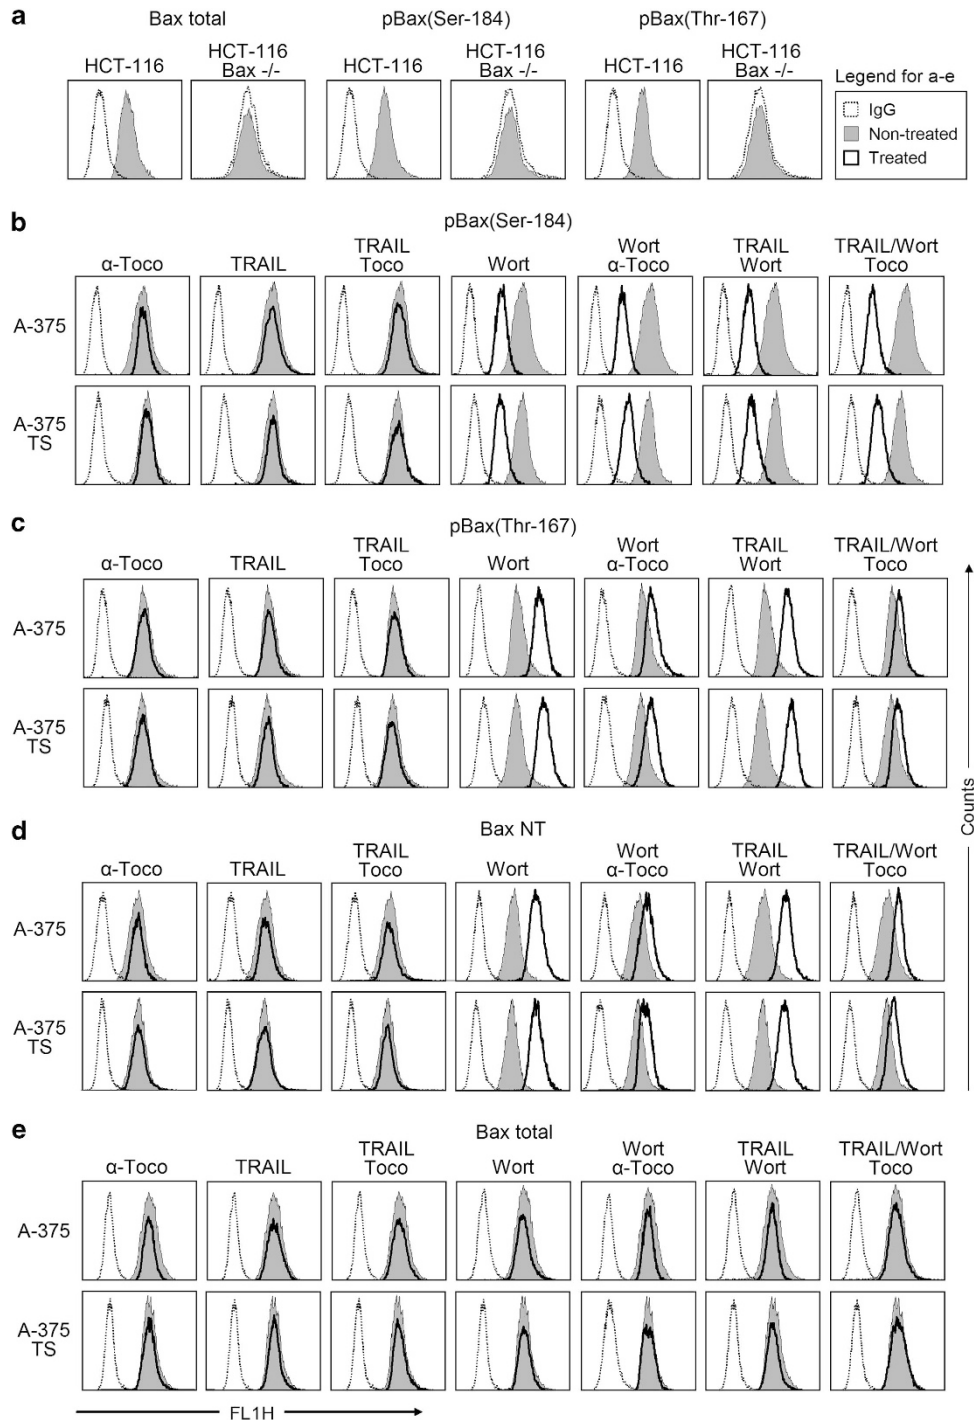 a
Bax total
pBax(Ser-184)
pBax(Thr-167)
HCT-116
HCT-116
Bax -/-
HCT-116
HCT-116
Bax -/-
HCT-116
HCT-116
Bax -/-
Legend for a-e
IgG
Non-treated
Treated
b
pBax(Ser-184)
α-Toco
TRAIL
TRAIL
Toco
Wort
Wort
α-Toco
TRAIL
Wort
TRAIL/Wort
Toco
A-375
A-375
TS
c
pBax(Thr-167)
α-Toco
TRAIL
TRAIL
Toco
Wort
Wort
α-Toco
TRAIL
Wort
TRAIL/Wort
Toco
A-375
A-375
TS
Counts
d
Bax NT
α-Toco
TRAIL
TRAIL
Toco
Wort
Wort
α-Toco
TRAIL
Wort
TRAIL/Wort
Toco
A-375
A-375
TS
e
Bax total
α-Toco
TRAIL
TRAIL
Toco
Wort
Wort
α-Toco
TRAIL
Wort
TRAIL/Wort
Toco
A-375
A-375
TS
FL1H